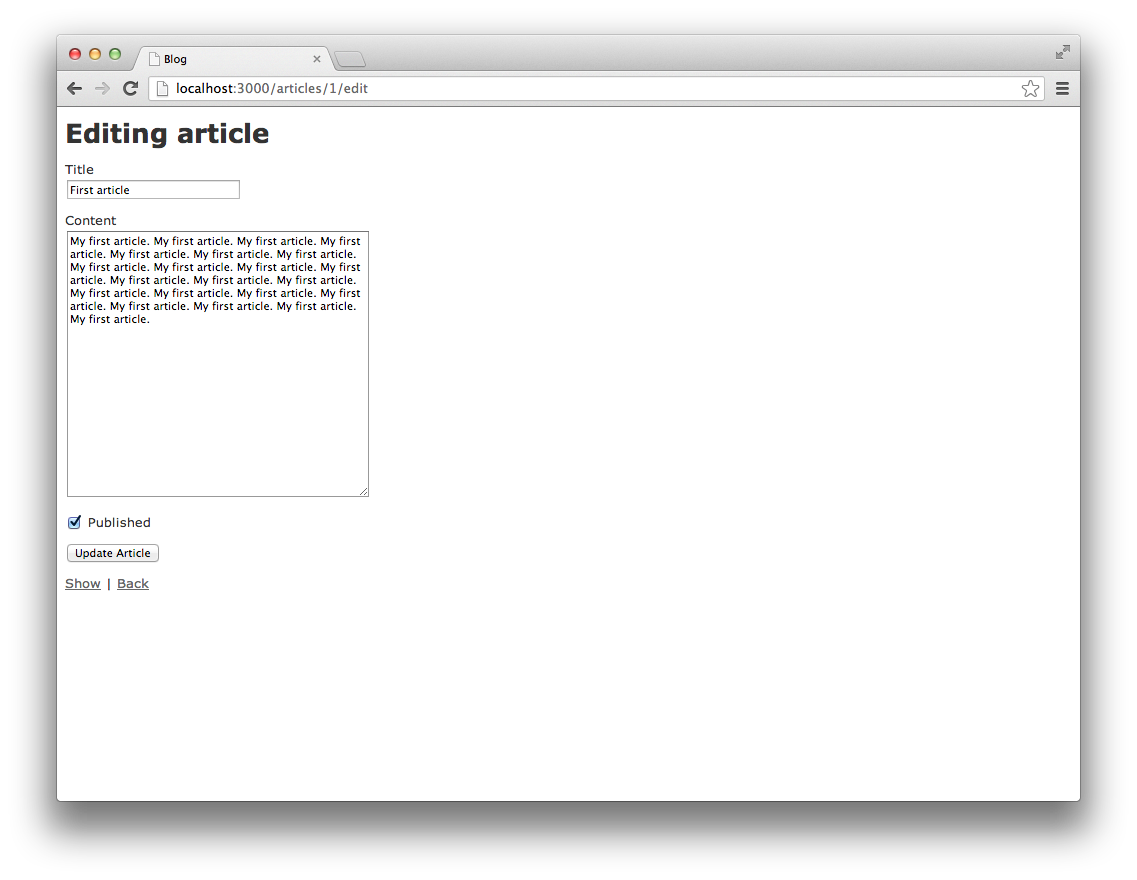 Blog
localhost:3000/articles/1/edit
Editing article
Title
First article
Content
My first article. My first article. My first article. My first
article. My first article. My first article. My first article.
My first article. My first article. My first article. My first
article. My first article. My first article. My first article.
My first article. My first article. My first article. My first
article. My first article. My first article. My first article.
My first article.
Published
Update Article
Show | Back